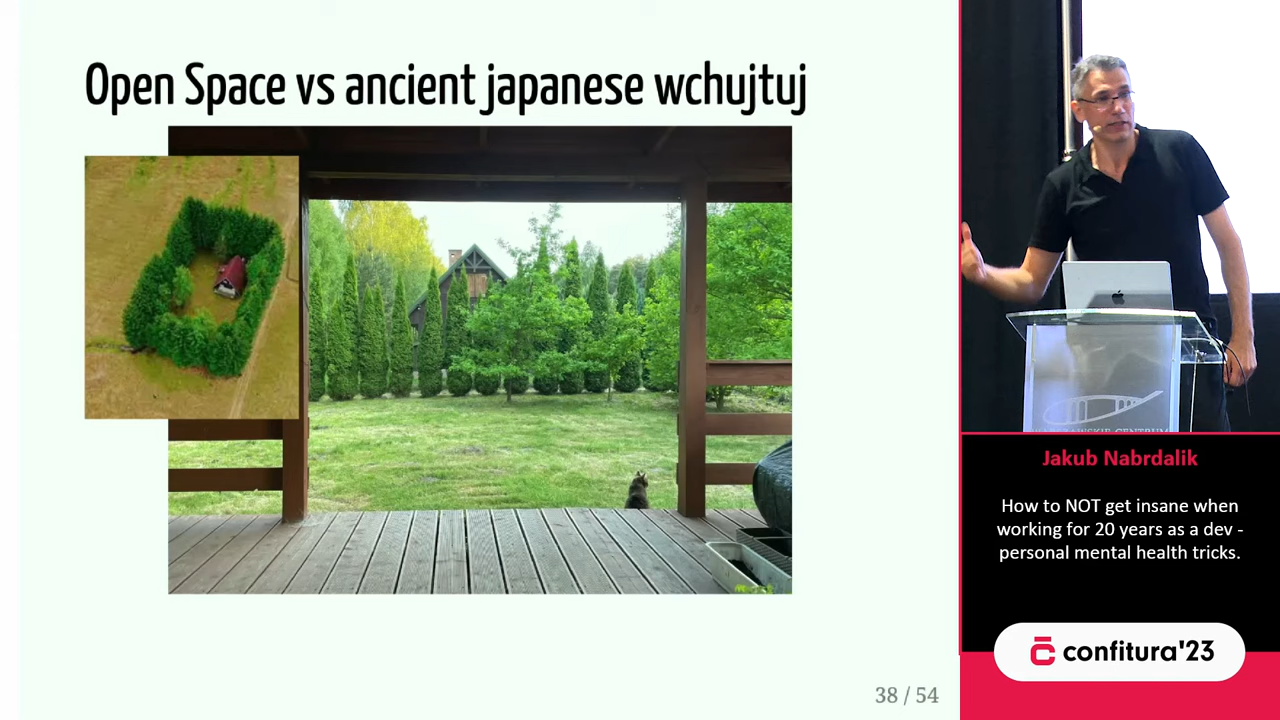 Open Space vs ancient japanese wchujtuj
38 / 54
Jakub Nabrdalik
How to NOT get insane when
working for 20 years as a dev -
personal mental health tricks.
confitura'23